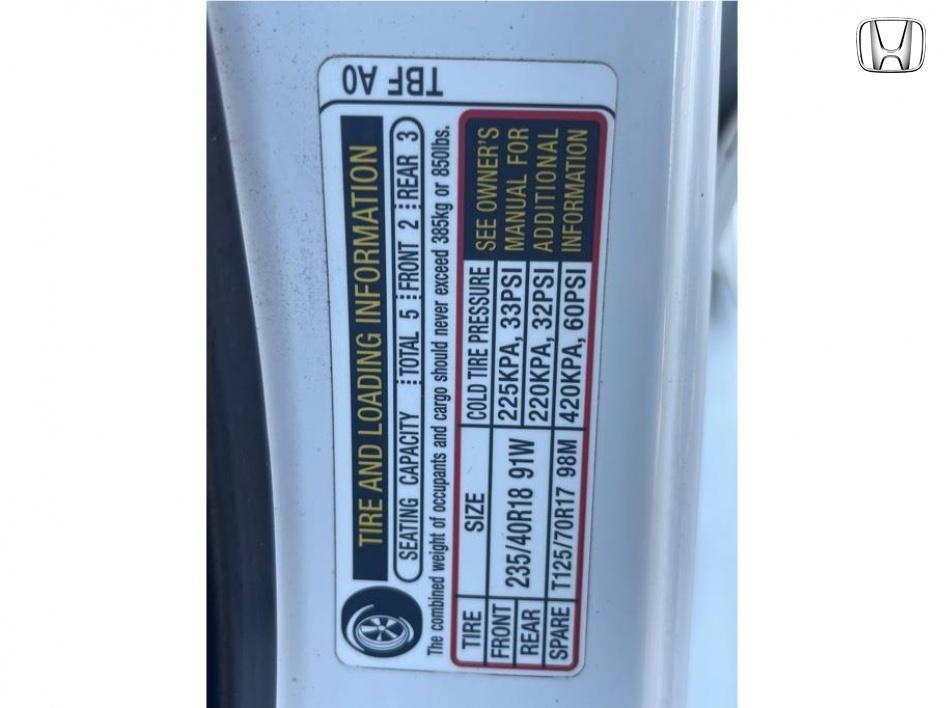 TBF A0
TIRE AND LOADING INFORMATION
SEATING CAPACITY TOTAL 5 FRONT 2 REAR 3
The combined weight of occupants and cargo should never exceed 385kg or 850lbs.
TIRE SIZE COLD TIRE PRESSURE
FRONT 235/40R18 91W 225KPA, 33PSI
REAR 220KPA, 32PSI
SPARE T125/70R17 98M 420KPA, 60PSI
SEE OWNER'S
MANUAL FOR
ADDITIONAL
INFORMATION